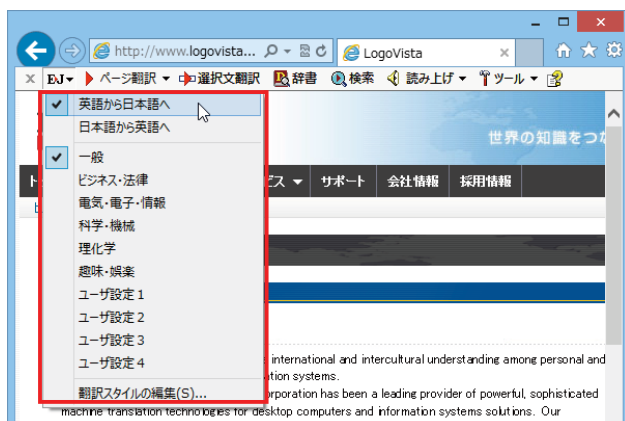 http://www.logovista...
LogoVista
EJ ページ翻訳 選択文翻訳 辞書 検索 読み上げ ツール
英語から日本語へ
日本語から英語へ
世界の知識をつ
一般
ビジネス・法律
ビス サポート 会社情報 採用情報
電気・電子・情報
科学・機械
理化学
趣味・娯楽
ユーザ設定1
ユーザ設定2
ユーザ設定3
ユーザ設定4
international and intercultural understanding among personal and
ation systems.
翻訳スタイルの編集(S)...
orporation has been a leading provider of powerful, sophisticated
machine translation technologies for desktop computers and information systems solutions. Our